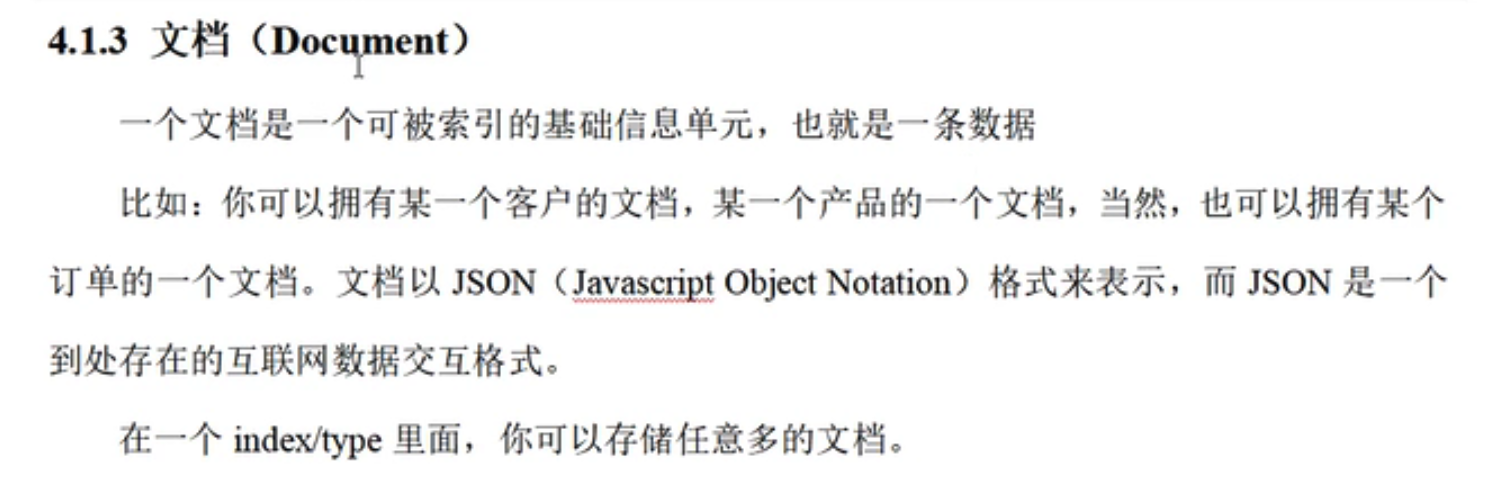 4.1.3 文档（Document）
一个文档是一个可被索引的基础信息单元，也就是一条数据
比如：你可以拥有某一个客户的文档，某一个产品的一个文档，当然，也可以拥有某个
订单的一个文档。文档以 JSON（Javascript Object Notation）格式来表示，而 JSON 是一个
到处存在的互联网数据交互格式。
在一个 index/type 里面，你可以存储任意多的文档。